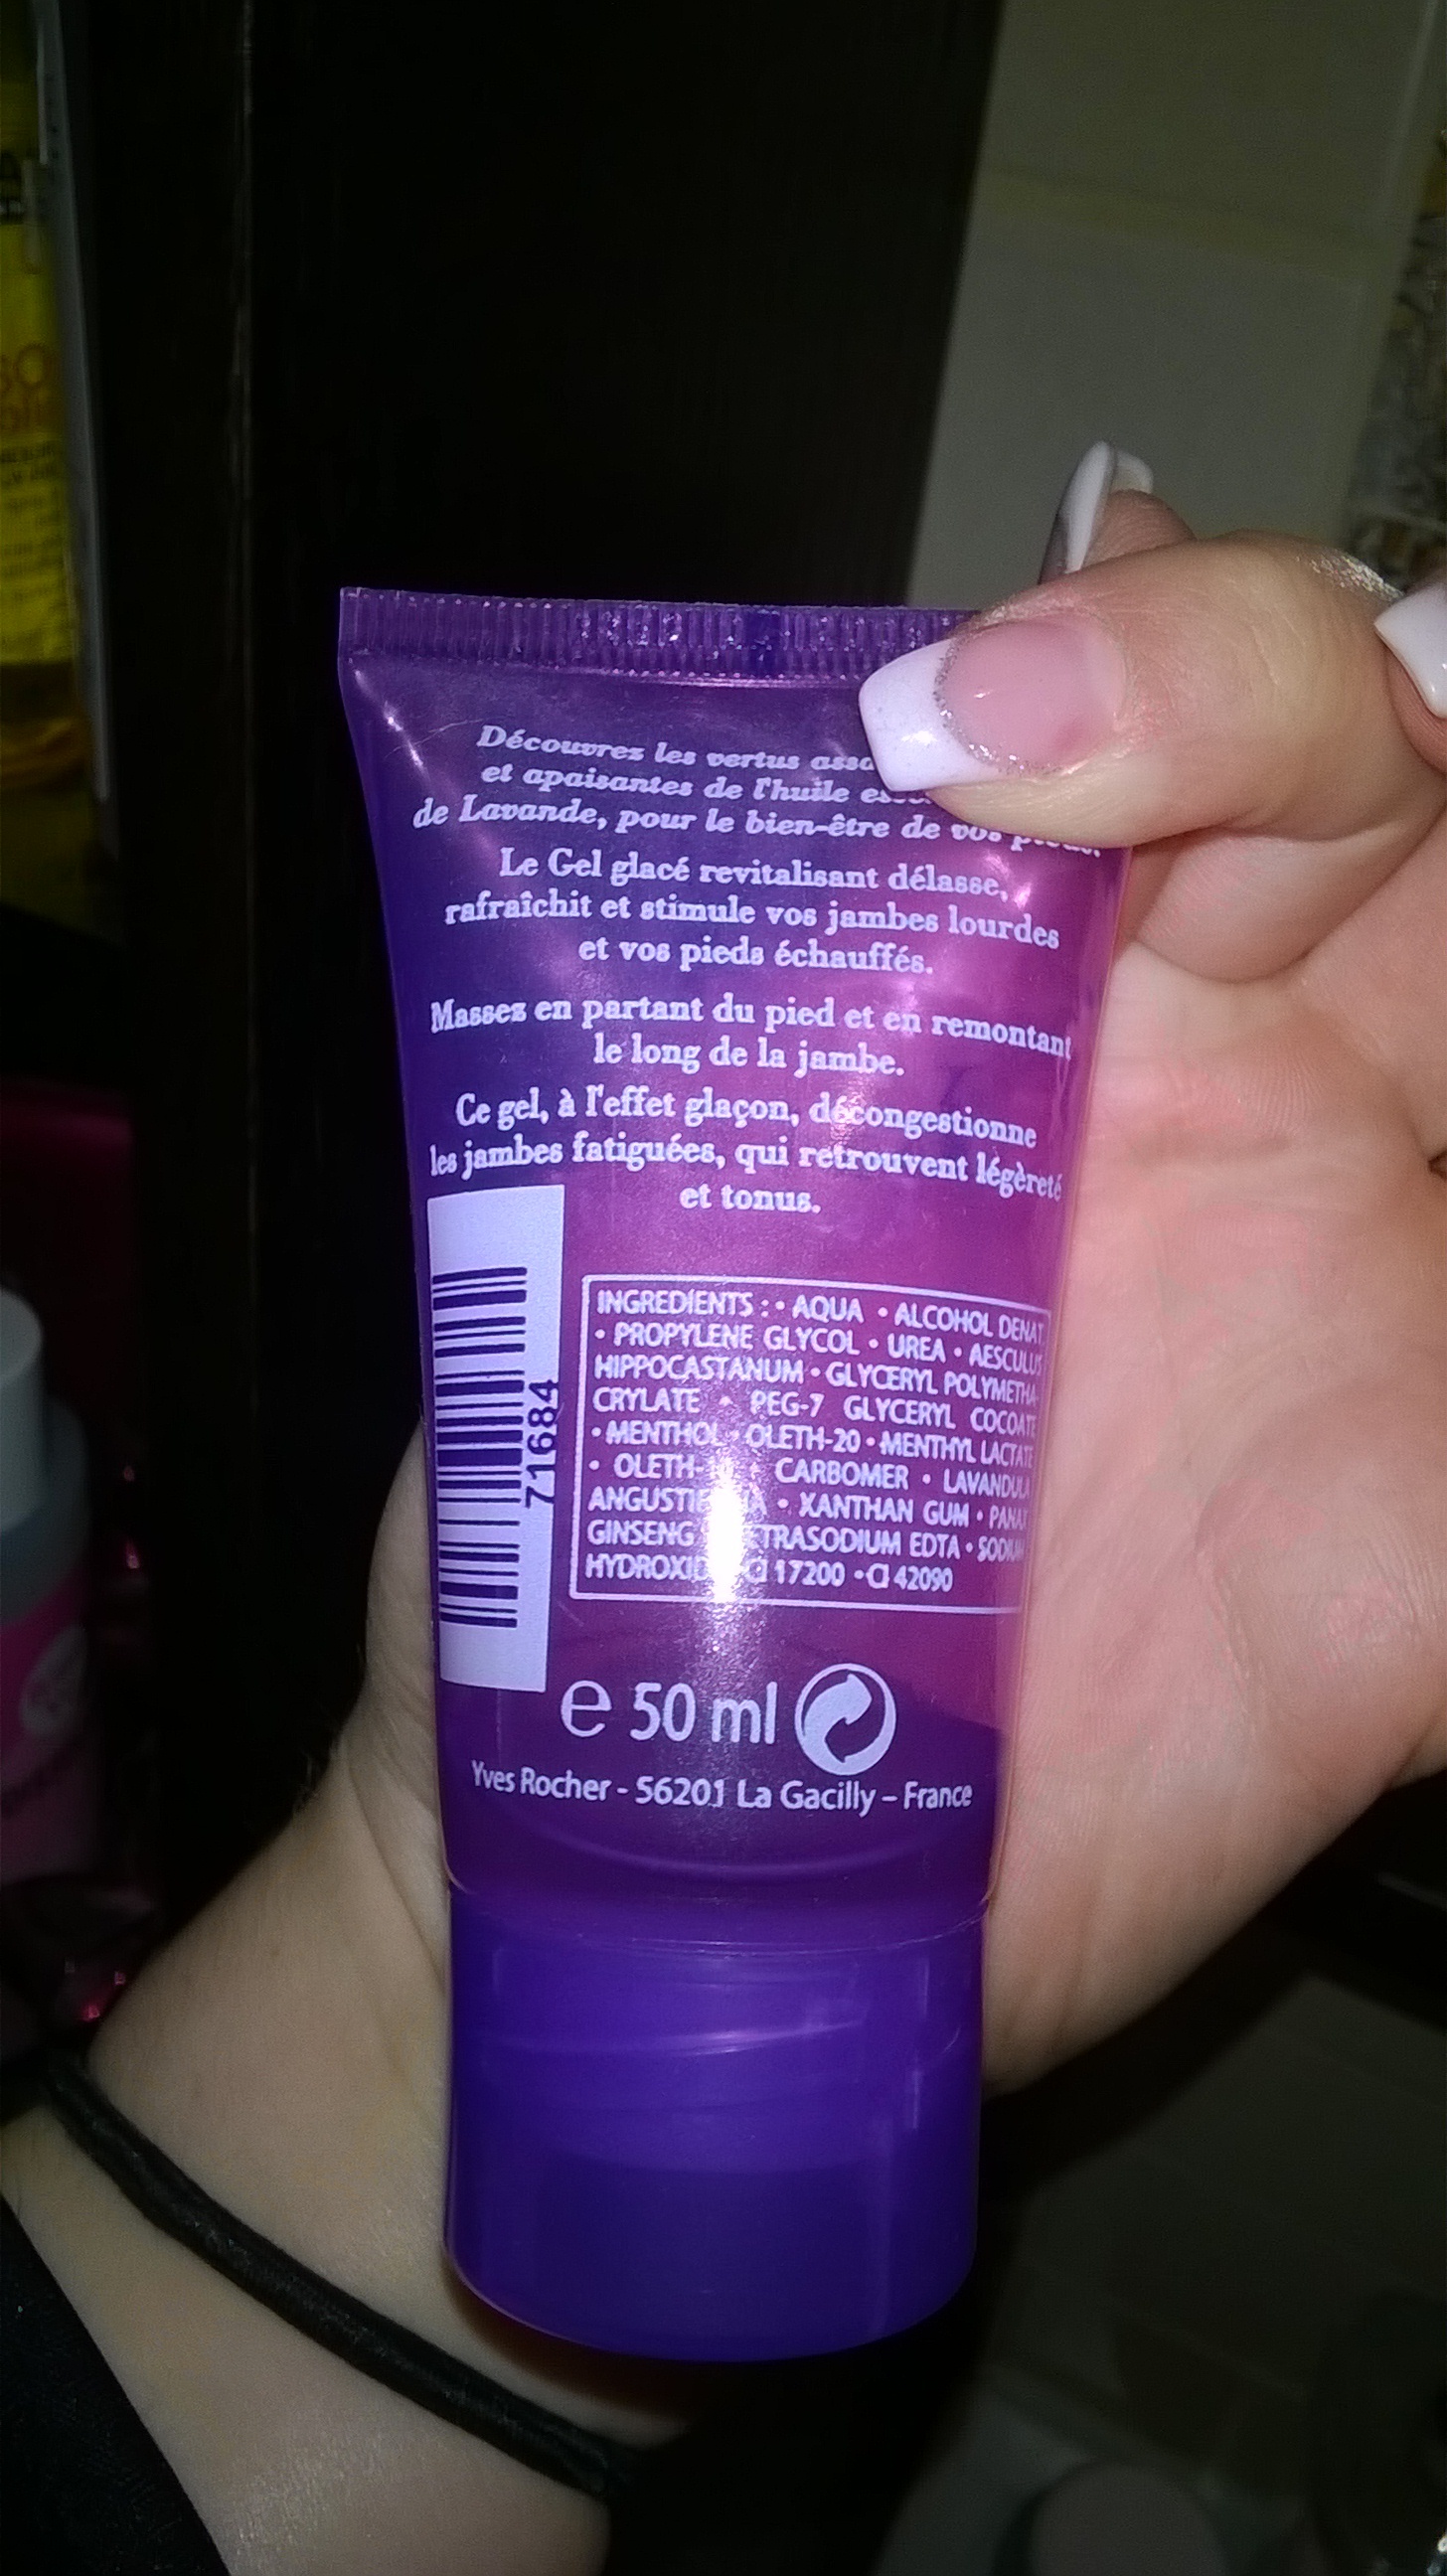 Découvrez les vertus
et apaisantes de l'huile
de Lavande, pour le bien-être de vos
Le Gel glacé revitalisant délasse,
rafraîchit et stimule vos jambes lourdes
et vos pieds échauffés.
Massez en partant du pied et en remontant
le long de la jambe.
Ce gel, à l'effet glaçon, décongestionne
les jambes fatiguées, qui retrouvent légèreté
et tonus.
71684
INGREDIENTS : • AQUA • ALCOHOL DENAT
• PROPYLENE GLYCOL • UREA • AESCULUS
HIPPOCASTANUM • GLYCERYL POLYMETHA-
CRYLATE • PEG-7 GLYCERYL COCOATE
• MENTHOL • OLETH-20 • MENTHYL LACTATE
• CARBOMER • LAVANDULA
• XANTHAN GUM • PANAX
GINSENG EDTA • SODIUM
CI 17200 • CI 42090
e 50 ml
Yves Rocher - 56201 La Gacilly – France